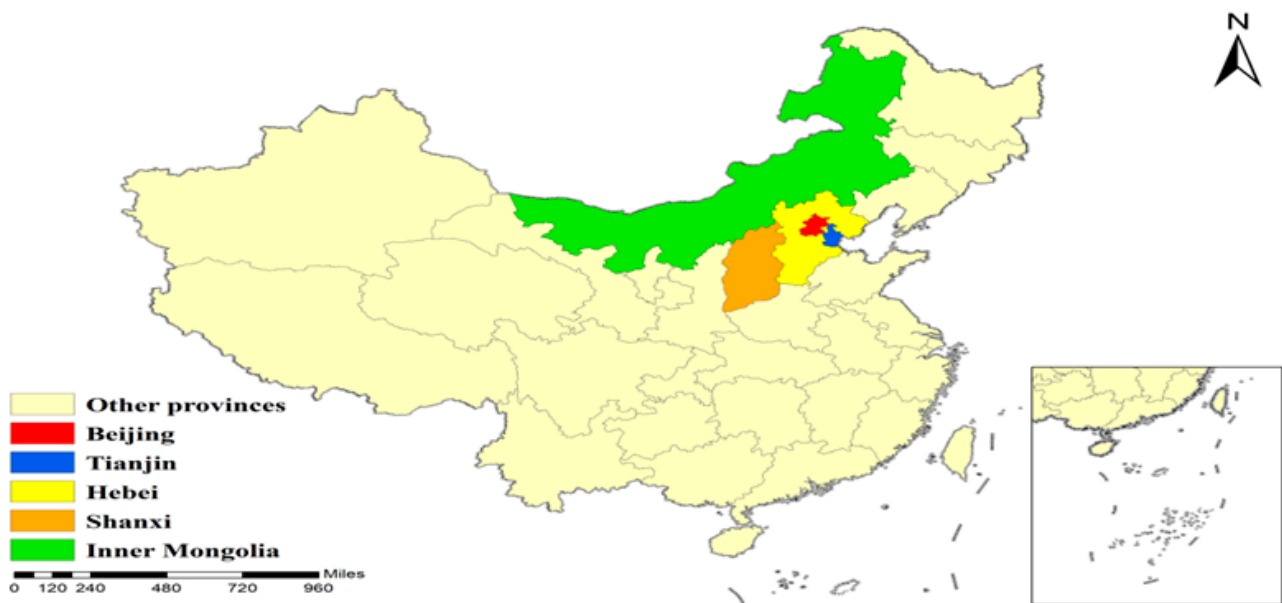 N
Other provinces
Beijing
Tianjin
Hebei
Shanxi
Inner Mongolia
Miles
0 120 240 480 720 960